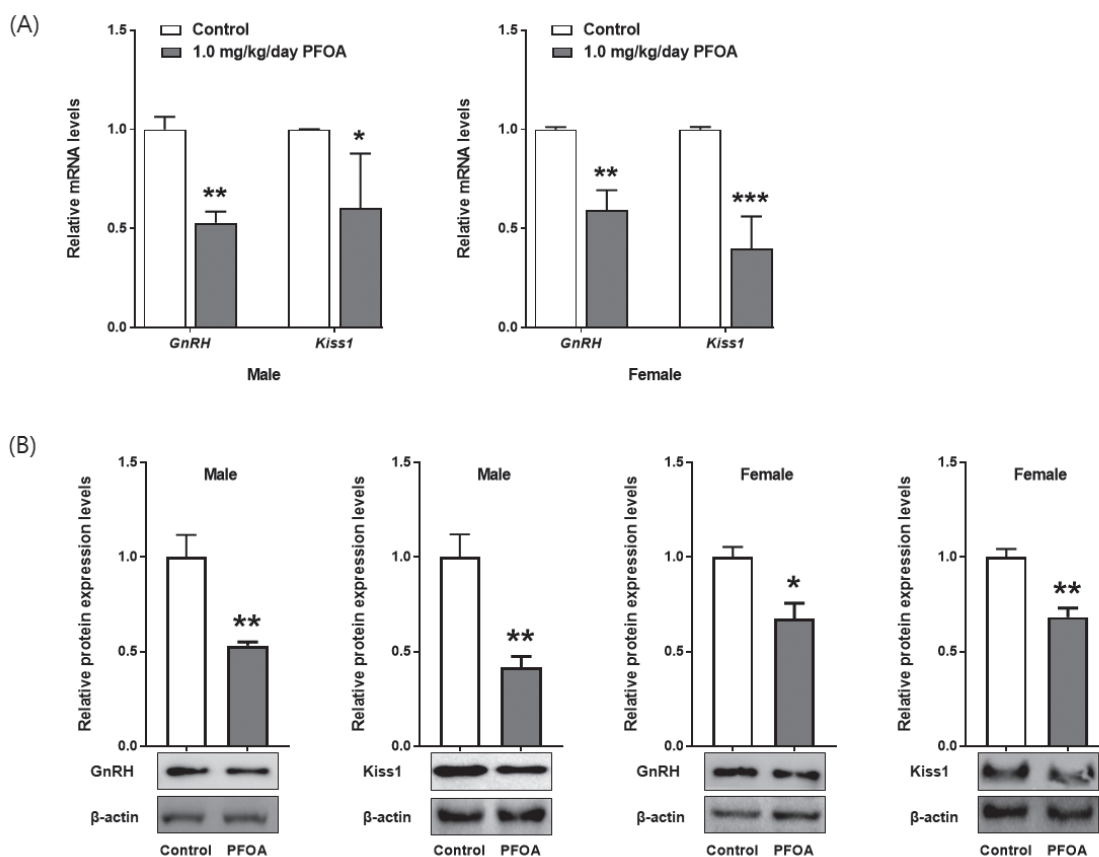 (A)
1.5
1.0
0.5
0.0
Relative mRNA levels
Control
1.0 mg/kg/day PFOA
**
*
GnRH
Kiss1
Male
1.5
1.0
0.5
0.0
Relative mRNA levels
Control
1.0 mg/kg/day PFOA
**
***
GnRH
Kiss1
Female
(B)
1.5
1.0
0.5
0.0
Relative protein expression levels
Male
**
GnRH
β-actin
Control PFOA
1.5
1.0
0.5
0.0
Relative protein expression levels
Male
**
Kiss1
β-actin
Control PFOA
1.5
1.0
0.5
0.0
Relative protein expression levels
Female
*
GnRH
β-actin
Control PFOA
1.5
1.0
0.5
0.0
Relative protein expression levels
Female
**
Kiss1
β-actin
Control PFOA